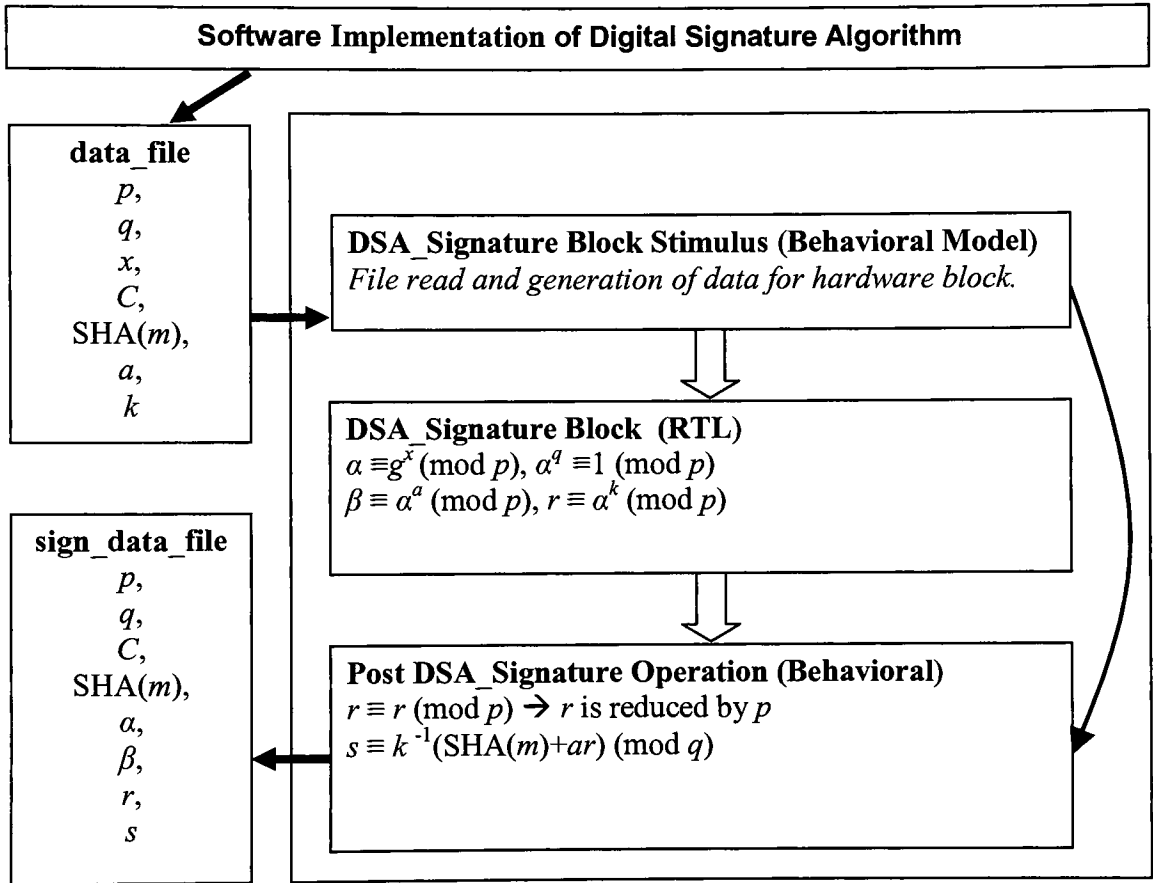 Software Implementation of Digital Signature Algorithm
data_file
p,
q,
x,
C,
SHA(m),
a,
k
DSA_Signature Block Stimulus (Behavioral Model)
File read and generation of data for hardware block.
DSA_Signature Block (RTL)
α ≡g^x (mod p), α^q ≡1 (mod p)
β ≡ α^a (mod p), r ≡ α^k (mod p)
Post DSA_Signature Operation (Behavioral)
r ≡ r (mod p) → r is reduced by p
s ≡ k^-1(SHA(m)+ar) (mod q)
sign_data_file
p,
q,
C,
SHA(m),
α,
β,
r,
s